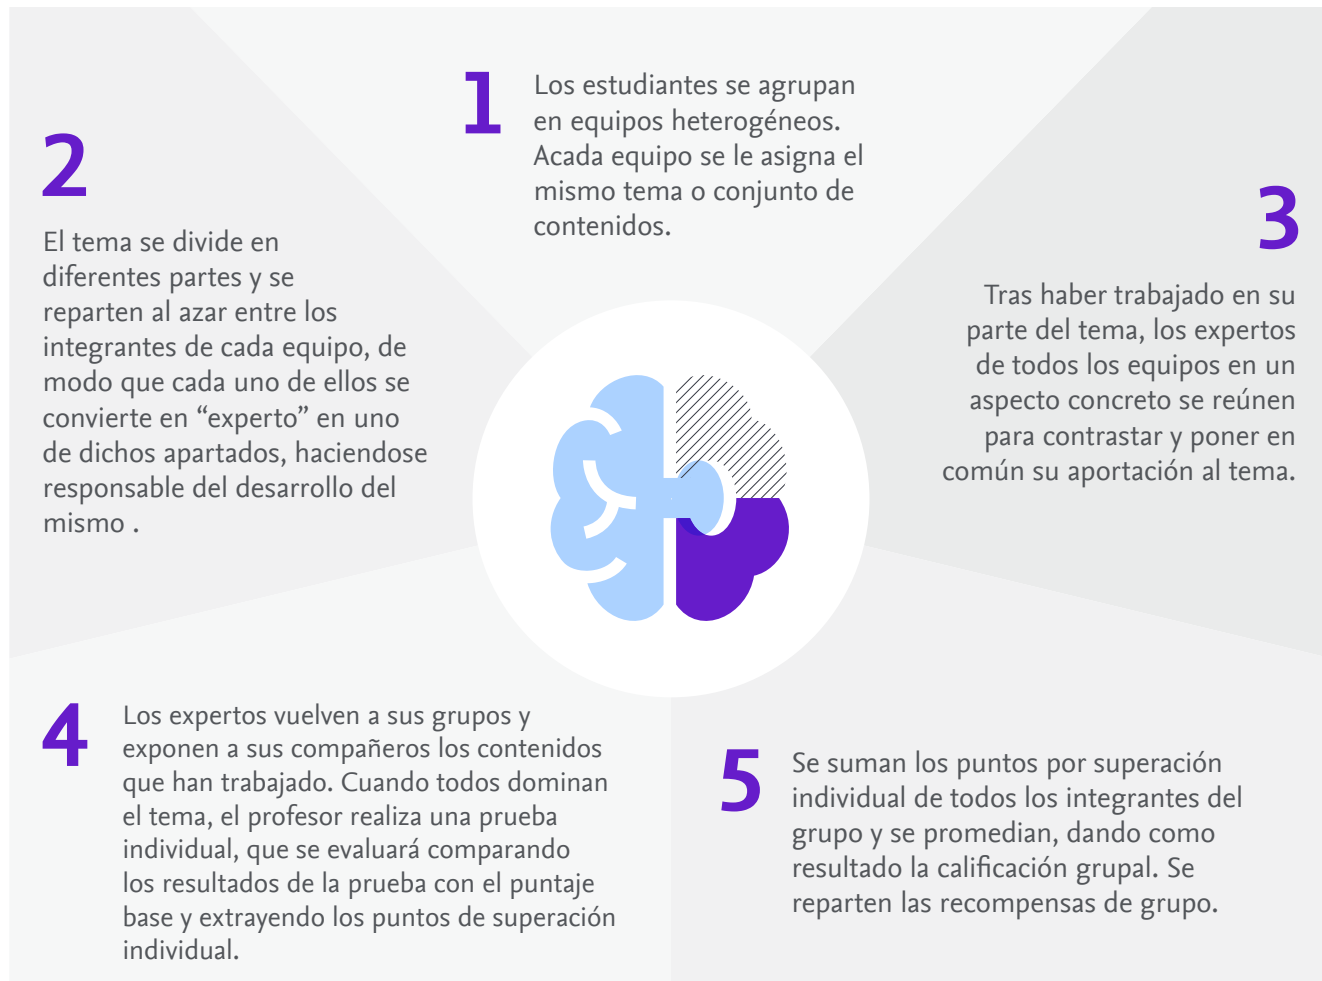 1
Los estudiantes se agrupan
en equipos heterogéneos.
Acada equipo se le asigna el
mismo tema o conjunto de
contenidos.
2
El tema se divide en
diferentes partes y se
reparten al azar entre los
integrantes de cada equipo, de
modo que cada uno de ellos se
convierte en “experto” en uno
de dichos apartados, haciendose
responsable del desarrollo del
mismo .
3
Tras haber trabajado en su
parte del tema, los expertos
de todos los equipos en un
aspecto concreto se reúnen
para contrastar y poner en
común su aportación al tema.
4
Los expertos vuelven a sus grupos y
exponen a sus compañeros los contenidos
que han trabajado. Cuando todos dominan
el tema, el profesor realiza una prueba
individual, que se evaluará comparando
los resultados de la prueba con el puntaje
base y extrayendo los puntos de superación
individual.
5
Se suman los puntos por superación
individual de todos los integrantes del
grupo y se promedian, dando como
resultado la calificación grupal. Se
reparten las recompensas de grupo.